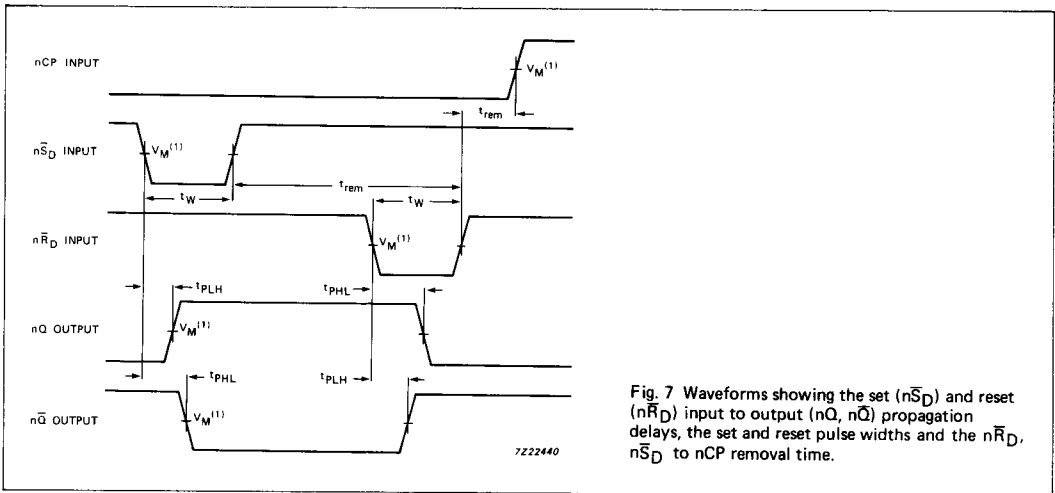 nCP INPUT
VM(1)
trem
nS̅D INPUT
VM(1)
trem
tW
tW
nR̅D INPUT
VM(1)
tPLH
tPHL
nQ OUTPUT
VM(1)
tPHL
tPLH
nQ̅ OUTPUT
VM(1)
7Z22440
Fig. 7 Waveforms showing the set (nS̅D) and reset
(nR̅D) input to output (nQ, nQ̅) propagation
delays, the set and reset pulse widths and the nR̅D,
nS̅D to nCP removal time.